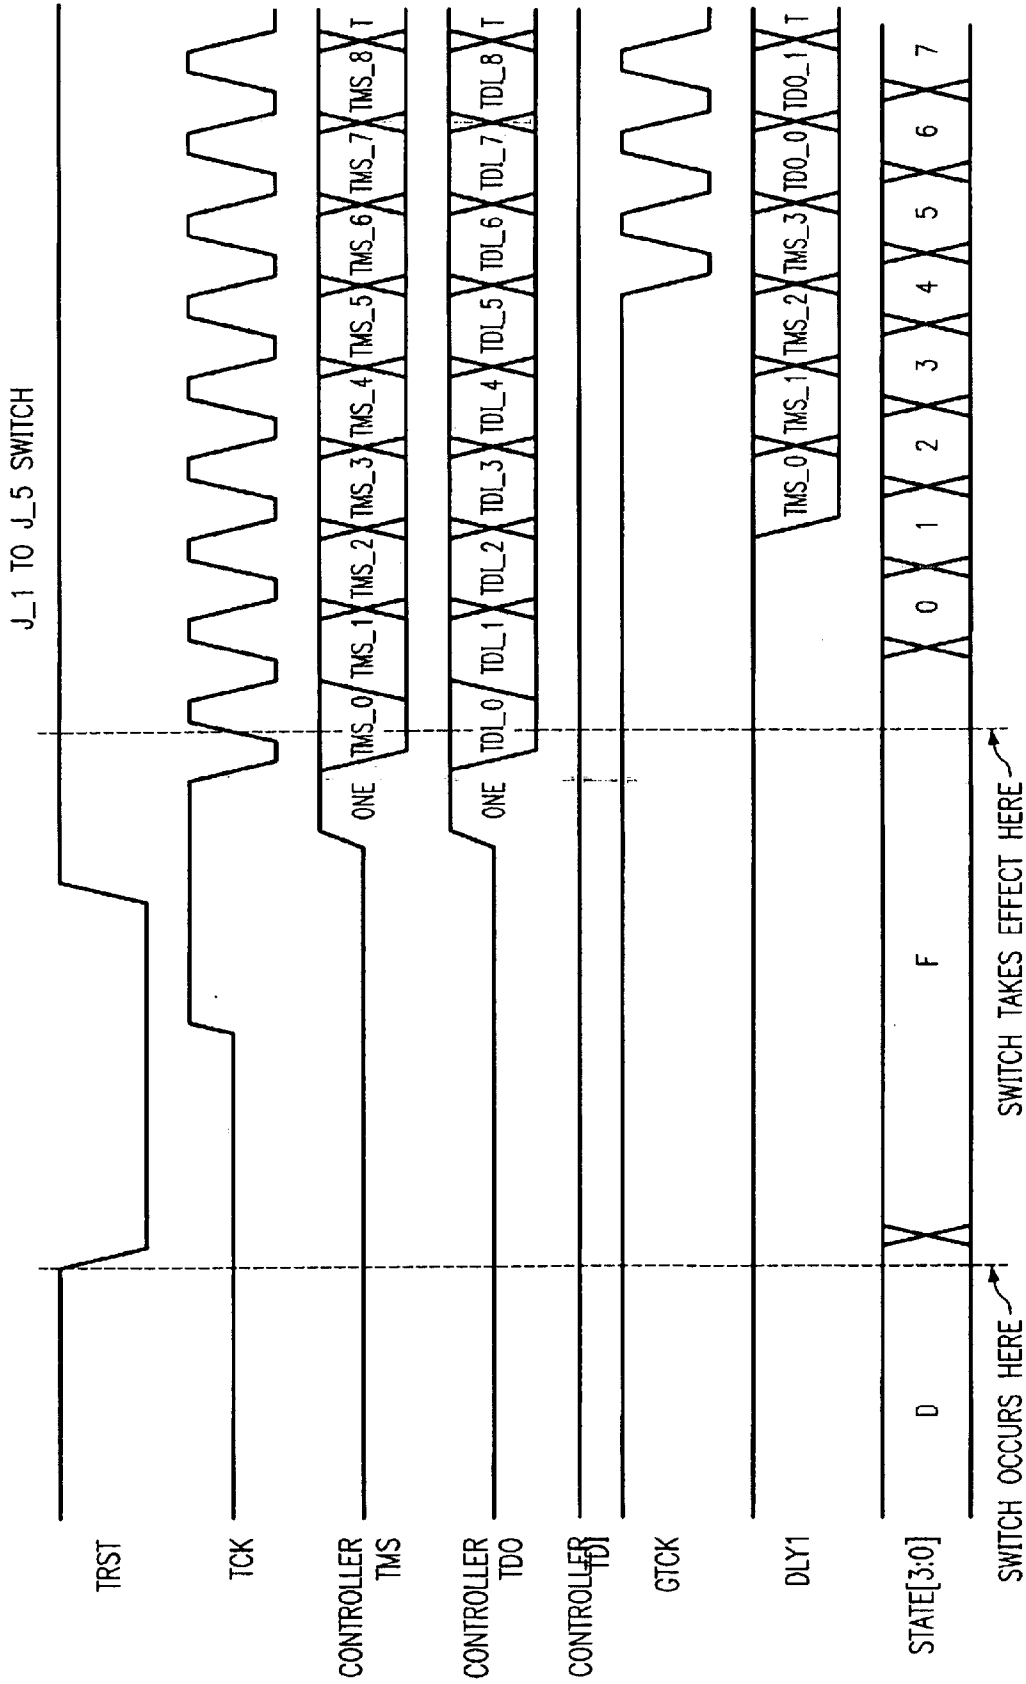 J_1 TO J_5 SWITCH
TRST
TCK
CONTROLLER TMS
ONE TMS_0 TMS_1 TMS_2 TMS_3 TMS_4 TMS_5 TMS_6 TMS_7 TMS_8 T
CONTROLLER TDO
ONE TDI_0 TDI_1 TDI_2 TDI_3 TDI_4 TDI_5 TDI_6 TDI_7 TDI_8 T
CONTROLLER TDI
GTCK
DLY1
TMS_0 TMS_1 TMS_2 TMS_3 TDO_0 TDO_1 T
STATE[3:0]
D F 0 1 2 3 4 5 6 7
SWITCH OCCURS HERE
SWITCH TAKES EFFECT HERE